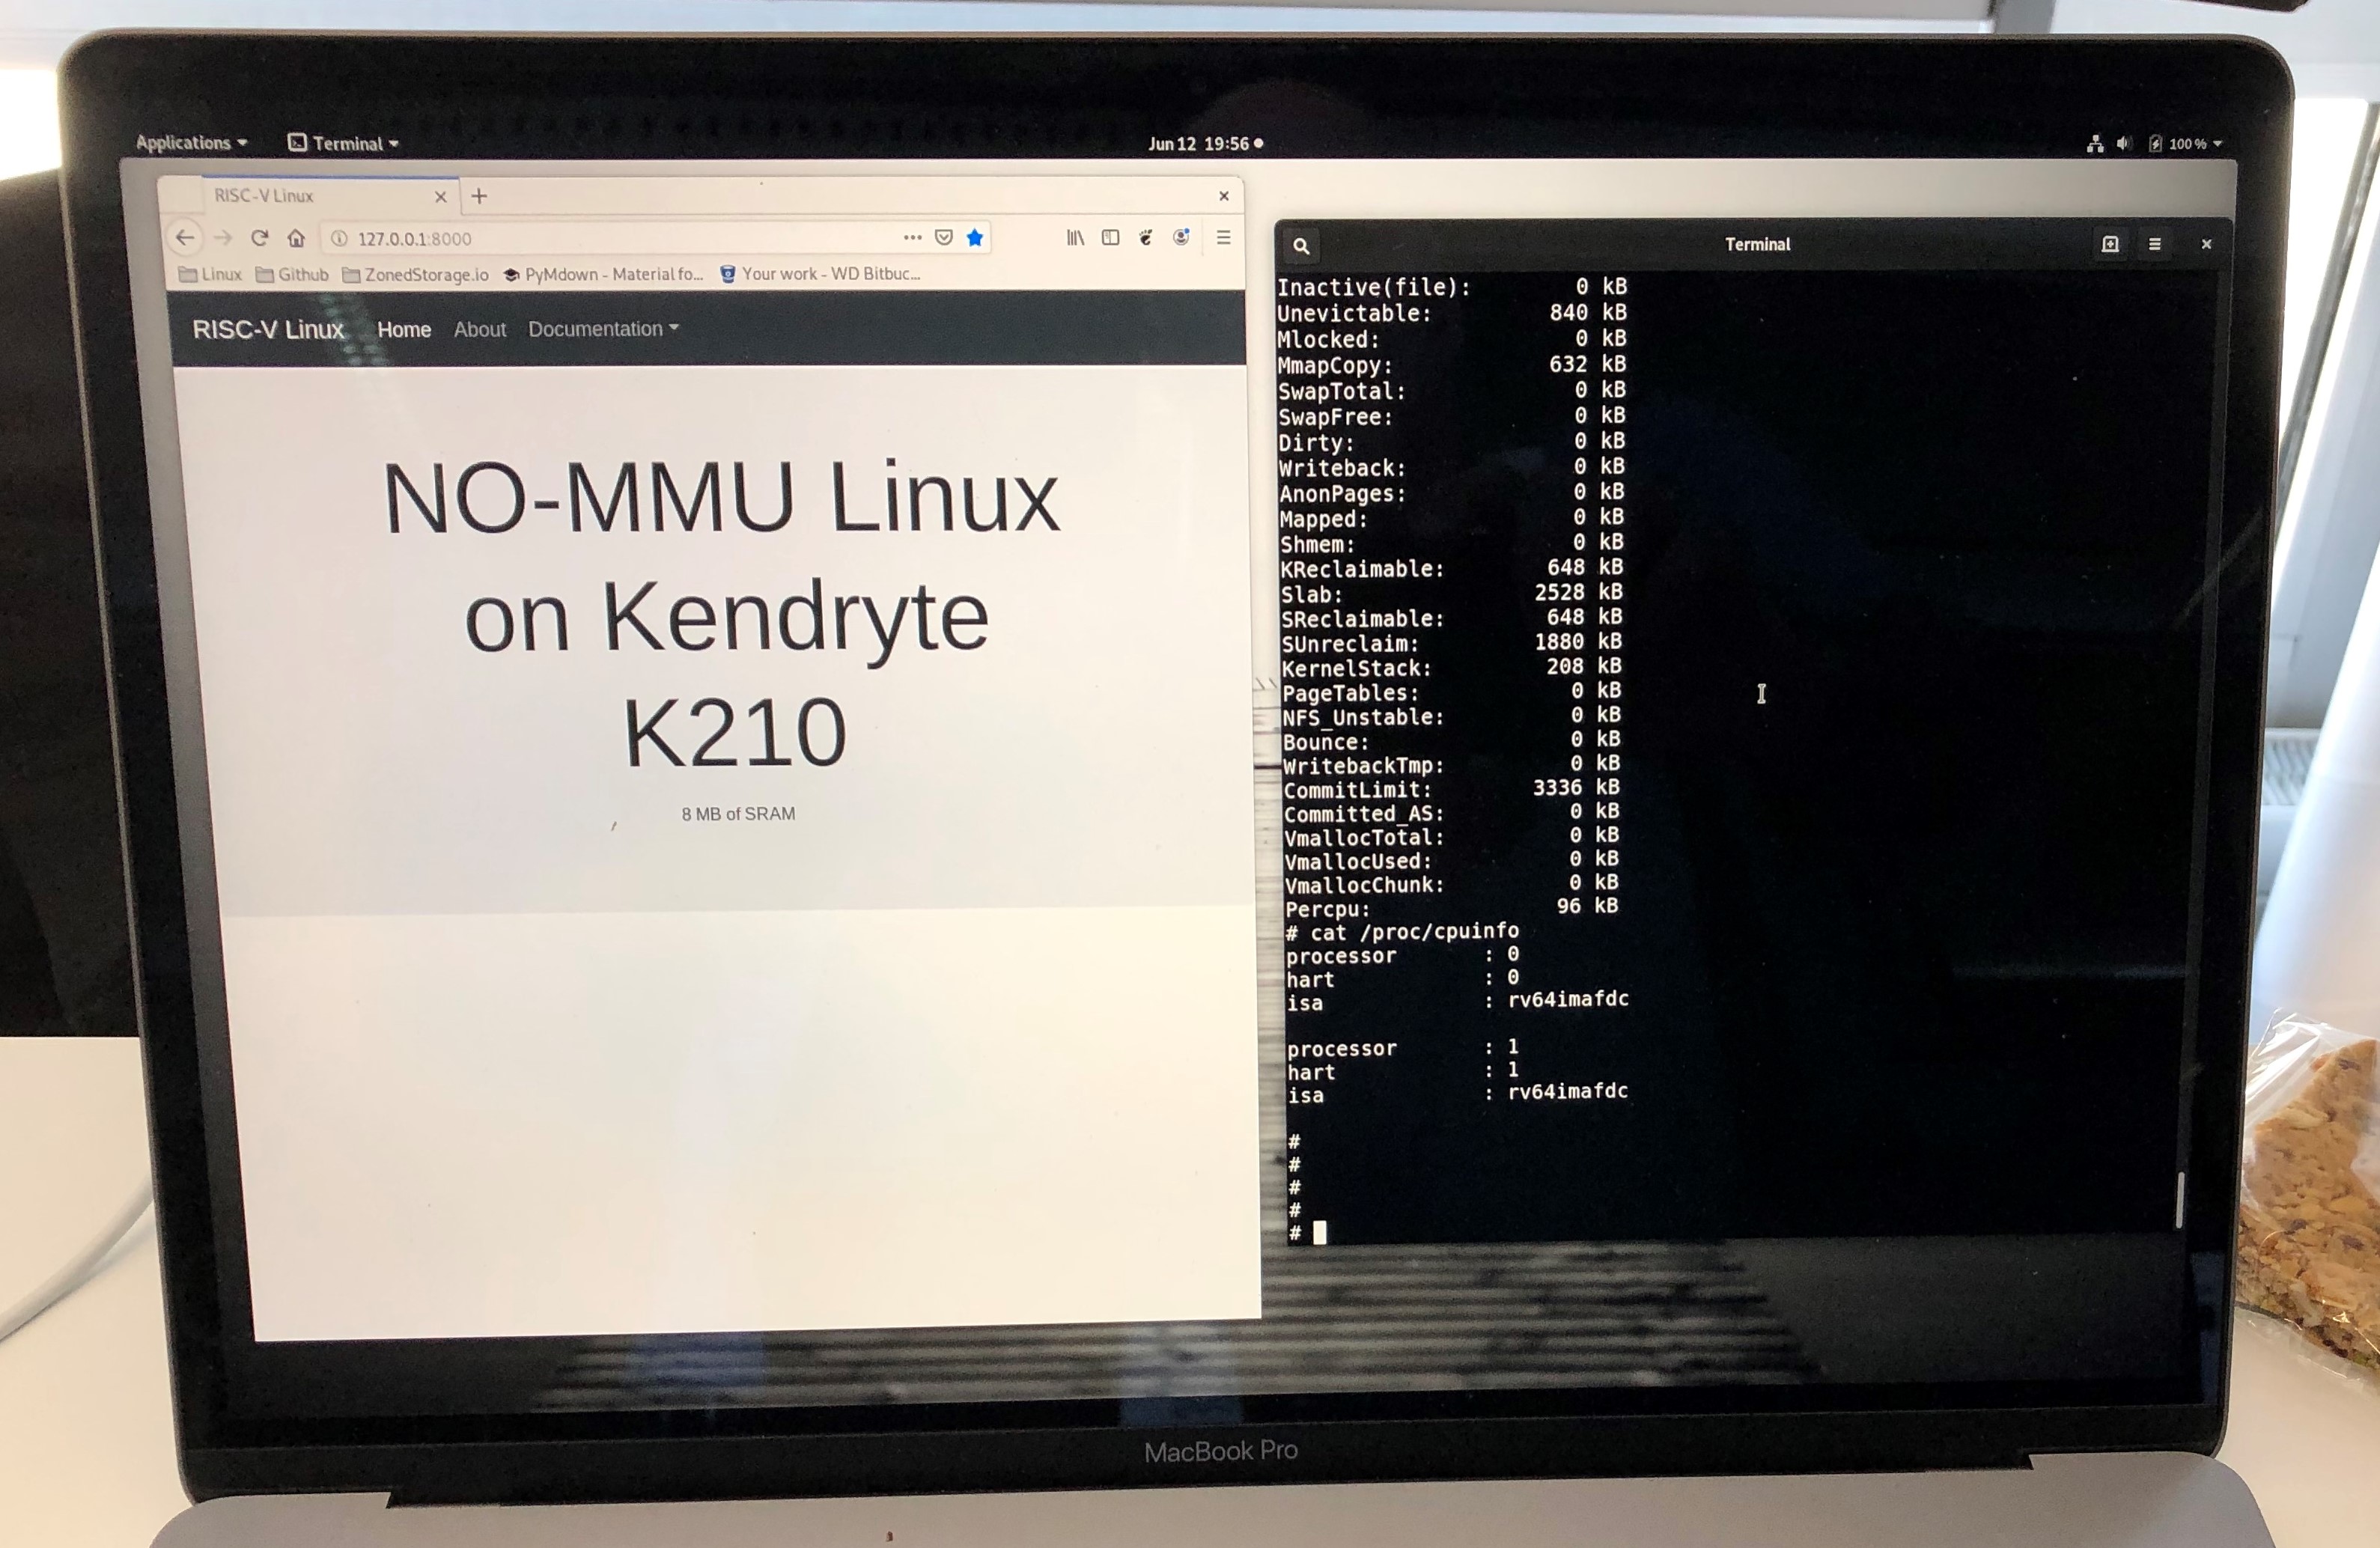 Applications Terminal Jun 12 19:56 100 %
RISC-V Linux
127.0.0.1:8000
Linux Github ZonedStorage.io PyMdown - Material fo... Your work - WD Bitbuc...
RISC-V Linux Home About Documentation
NO-MMU Linux
on Kendryte
K210
8 MB of SRAM
Terminal
Inactive(file): 0 kB
Unevictable: 840 kB
Mlocked: 0 kB
MmapCopy: 632 kB
SwapTotal: 0 kB
SwapFree: 0 kB
Dirty: 0 kB
Writeback: 0 kB
AnonPages: 0 kB
Mapped: 0 kB
Shmem: 0 kB
KReclaimable: 648 kB
Slab: 2528 kB
SReclaimable: 648 kB
SUnreclaim: 1880 kB
KernelStack: 208 kB
PageTables: 0 kB
NFS_Unstable: 0 kB
Bounce: 0 kB
WritebackTmp: 0 kB
CommitLimit: 3336 kB
Committed_AS: 0 kB
VmallocTotal: 0 kB
VmallocUsed: 0 kB
VmallocChunk: 0 kB
Percpu: 96 kB
# cat /proc/cpuinfo
processor : 0
hart : 0
isa : rv64imafdc
processor : 1
hart : 1
isa : rv64imafdc
#
#
#
#
#
MacBook Pro